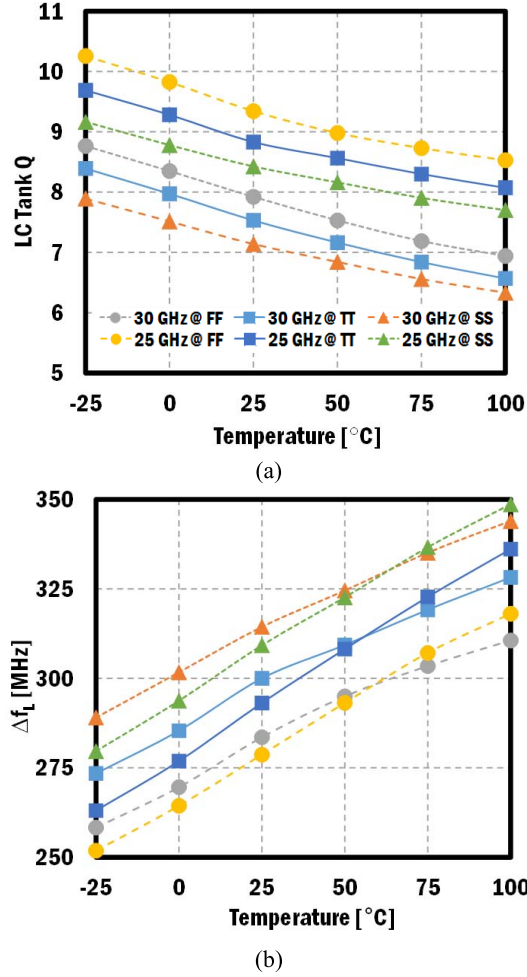 11
10
9
8
7
6
5
LC Tank Q
30 GHz @ FF 30 GHz @ TT 30 GHz @ SS
25 GHz @ FF 25 GHz @ TT 25 GHz @ SS
-25 0 25 50 75 100
Temperature [°C]
(a)
350
325
300
275
250
Δf_L [MHz]
-25 0 25 50 75 100
Temperature [°C]
(b)